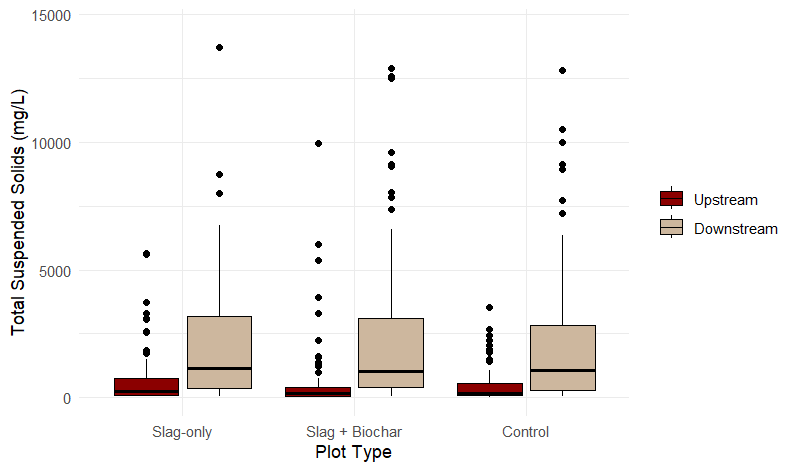 15000
10000
5000
0
Total Suspended Solids (mg/L)
Slag-only
Slag + Biochar
Control
Plot Type
Upstream
Downstream